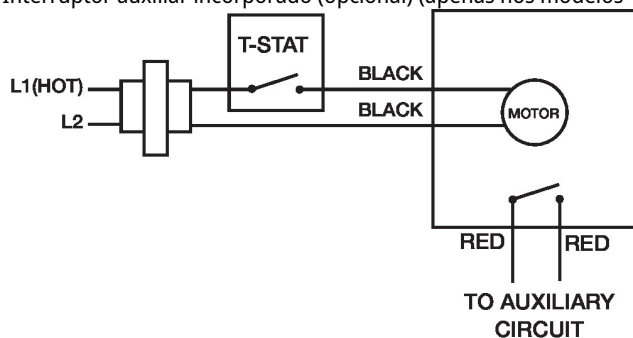 Interruptor auxiliar incorporado (opcional) (apenas nos modelos
T-STAT
L1(HOT)
BLACK
L2
BLACK
MOTOR
RED
RED
TO AUXILIARY
CIRCUIT